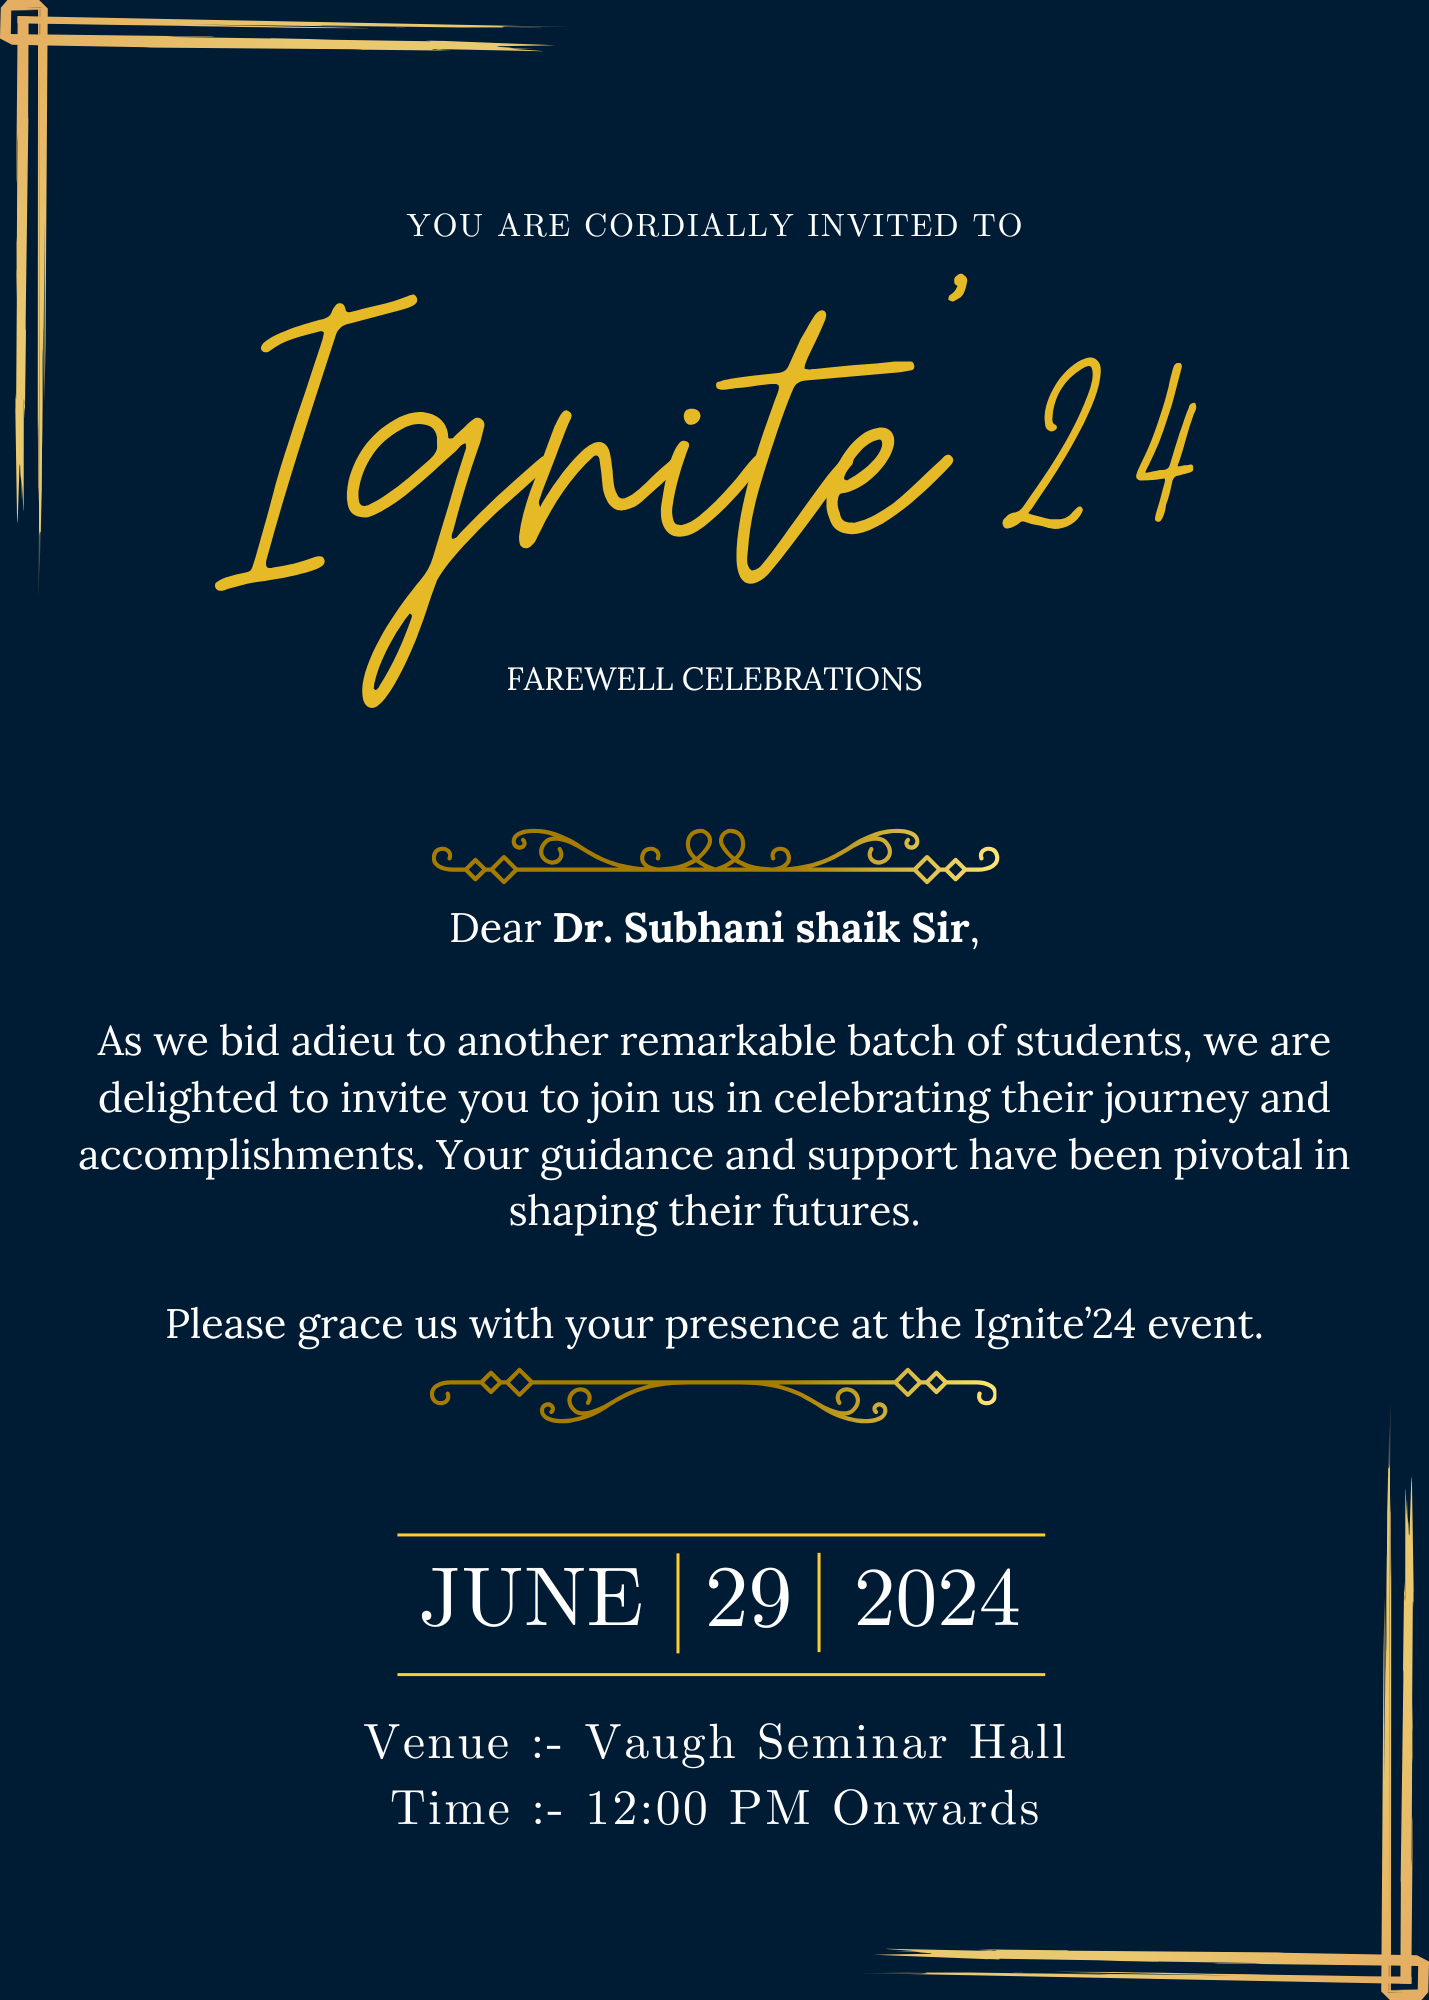 YOU ARE CORDIALLY INVITED TO
Ignite’ 24
FAREWELL CELEBRATIONS
Dear Dr. Subhani shaik Sir,
As we bid adieu to another remarkable batch of students, we are
delighted to invite you to join us in celebrating their journey and
accomplishments. Your guidance and support have been pivotal in
shaping their futures.
Please grace us with your presence at the Ignite’24 event.
JUNE 29 2024
Venue :- Vaugh Seminar Hall
Time :- 12:00 PM Onwards